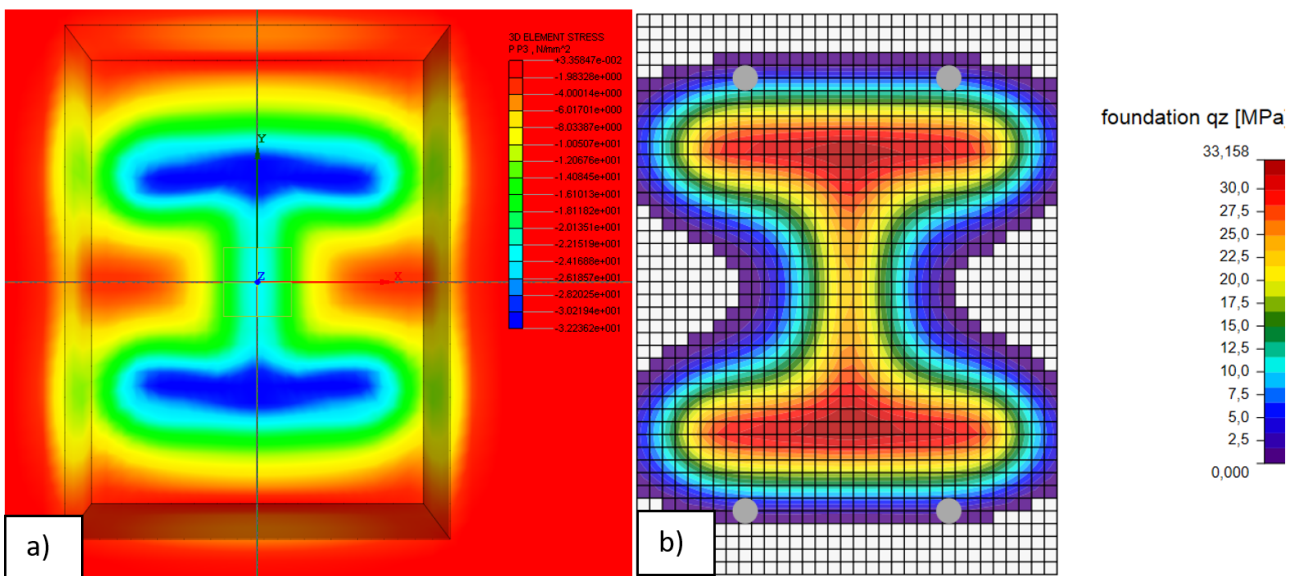 3D ELEMENT STRESS
P P3 , N/mm^2
+3.35847e-002
-1.98328e+000
-4.00014e+000
-6.01701e+000
-8.03387e+000
-1.00507e+001
-1.20676e+001
-1.40845e+001
-1.61013e+001
-1.81162e+001
-2.01351e+001
-2.21519e+001
-2.41688e+001
-2.61857e+001
-2.82025e+001
-3.02194e+001
-3.22362e+001
Y
X
Z
a)
b)
foundation qz [MPa]
33,158
30,0
27,5
25,0
22,5
20,0
17,5
15,0
12,5
10,0
7,5
5,0
2,5
0,000